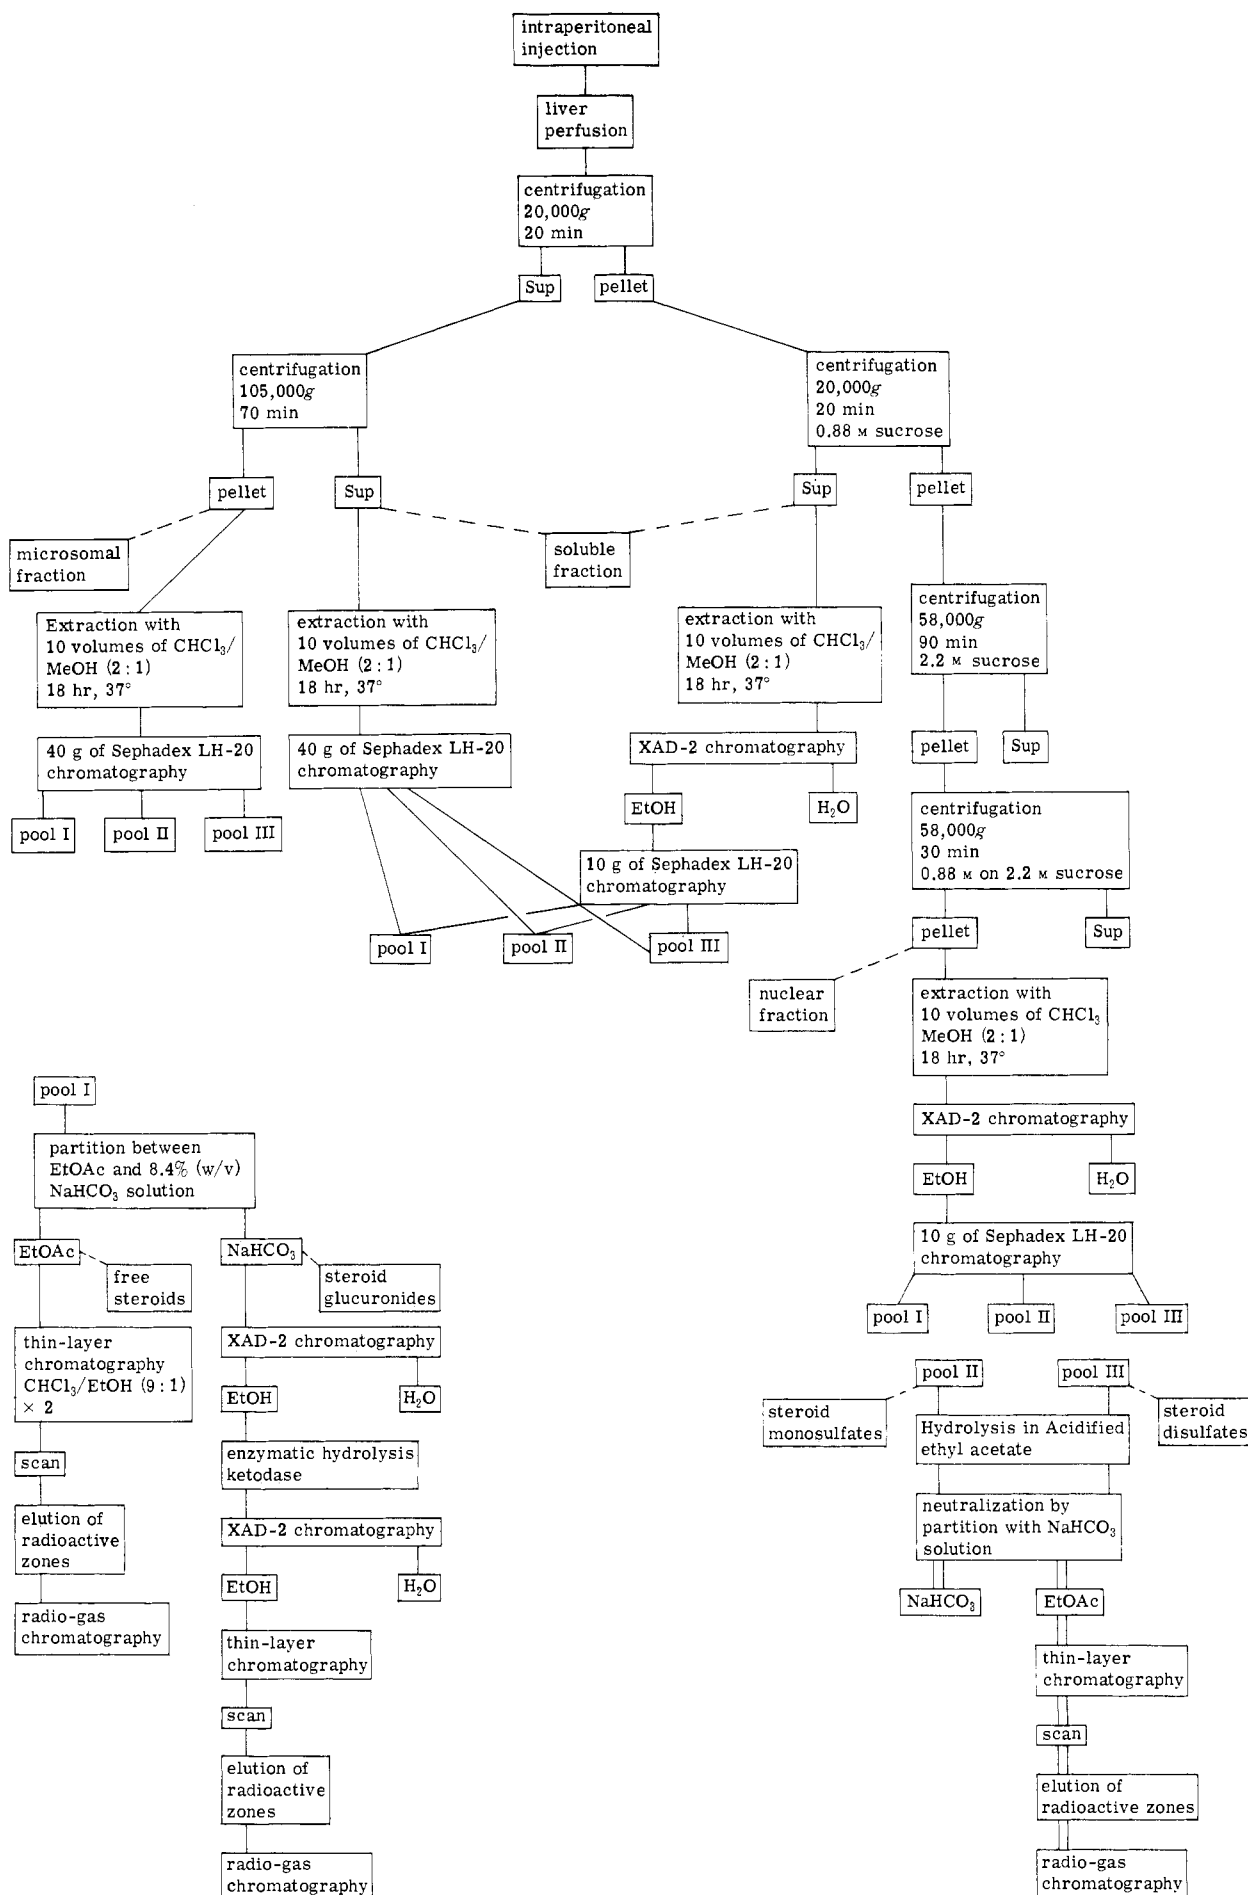 intraperitoneal
injection
liver
perfusion
centrifugation
20,000g
20 min
Sup
pellet
centrifugation
105,000g
70 min
centrifugation
20,000g
20 min
0.88 M sucrose
pellet
Sup
Sup
pellet
microsomal
fraction
soluble
fraction
Extraction with
10 volumes of CHCl₃/
MeOH (2 : 1)
18 hr, 37°
extraction with
10 volumes of CHCl₃/
MeOH (2 : 1)
18 hr, 37°
extraction with
10 volumes of CHCl₃/
MeOH (2 : 1)
18 hr, 37°
centrifugation
58,000g
90 min
2.2 M sucrose
40 g of Sephadex LH-20
chromatography
40 g of Sephadex LH-20
chromatography
XAD-2 chromatography
pellet
Sup
pool I
pool II
pool III
EtOH
H₂O
centrifugation
58,000g
30 min
0.88 M on 2.2 M sucrose
10 g of Sephadex LH-20
chromatography
pool I
pool II
pool III
pellet
Sup
nuclear
fraction
extraction with
10 volumes of CHCl₃
MeOH (2 : 1)
18 hr, 37°
XAD-2 chromatography
EtOH
H₂O
10 g of Sephadex LH-20
chromatography
pool I
pool II
pool III
pool I
partition between
EtOAc and 8.4% (w/v)
NaHCO₃ solution
EtOAc
NaHCO₃
free
steroids
steroid
glucuronides
thin-layer
chromatography
CHCl₃/EtOH (9 : 1)
× 2
XAD-2 chromatography
EtOH
H₂O
scan
enzymatic hydrolysis
ketodase
elution of
radioactive
zones
XAD-2 chromatography
EtOH
H₂O
radio-gas
chromatography
thin-layer
chromatography
scan
elution of
radioactive
zones
radio-gas
chromatography
pool II
pool III
steroid
monosulfates
steroid
disulfates
Hydrolysis in Acidified
ethyl acetate
neutralization by
partition with NaHCO₃
solution
NaHCO₃
EtOAc
thin-layer
chromatography
scan
elution of
radioactive zones
radio-gas
chromatography